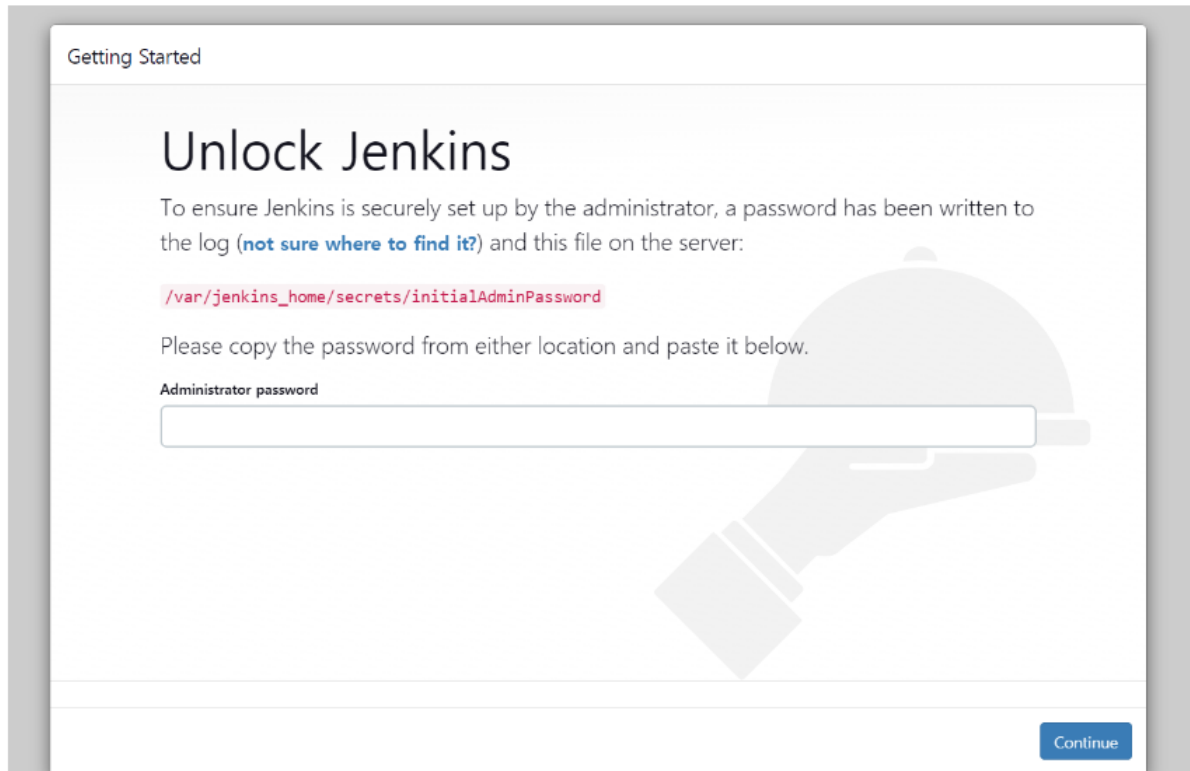 Getting Started
Unlock Jenkins
To ensure Jenkins is securely set up by the administrator, a password has been written to
the log (not sure where to find it?) and this file on the server:
/var/jenkins_home/secrets/initialAdminPassword
Please copy the password from either location and paste it below.
Administrator password
Continue